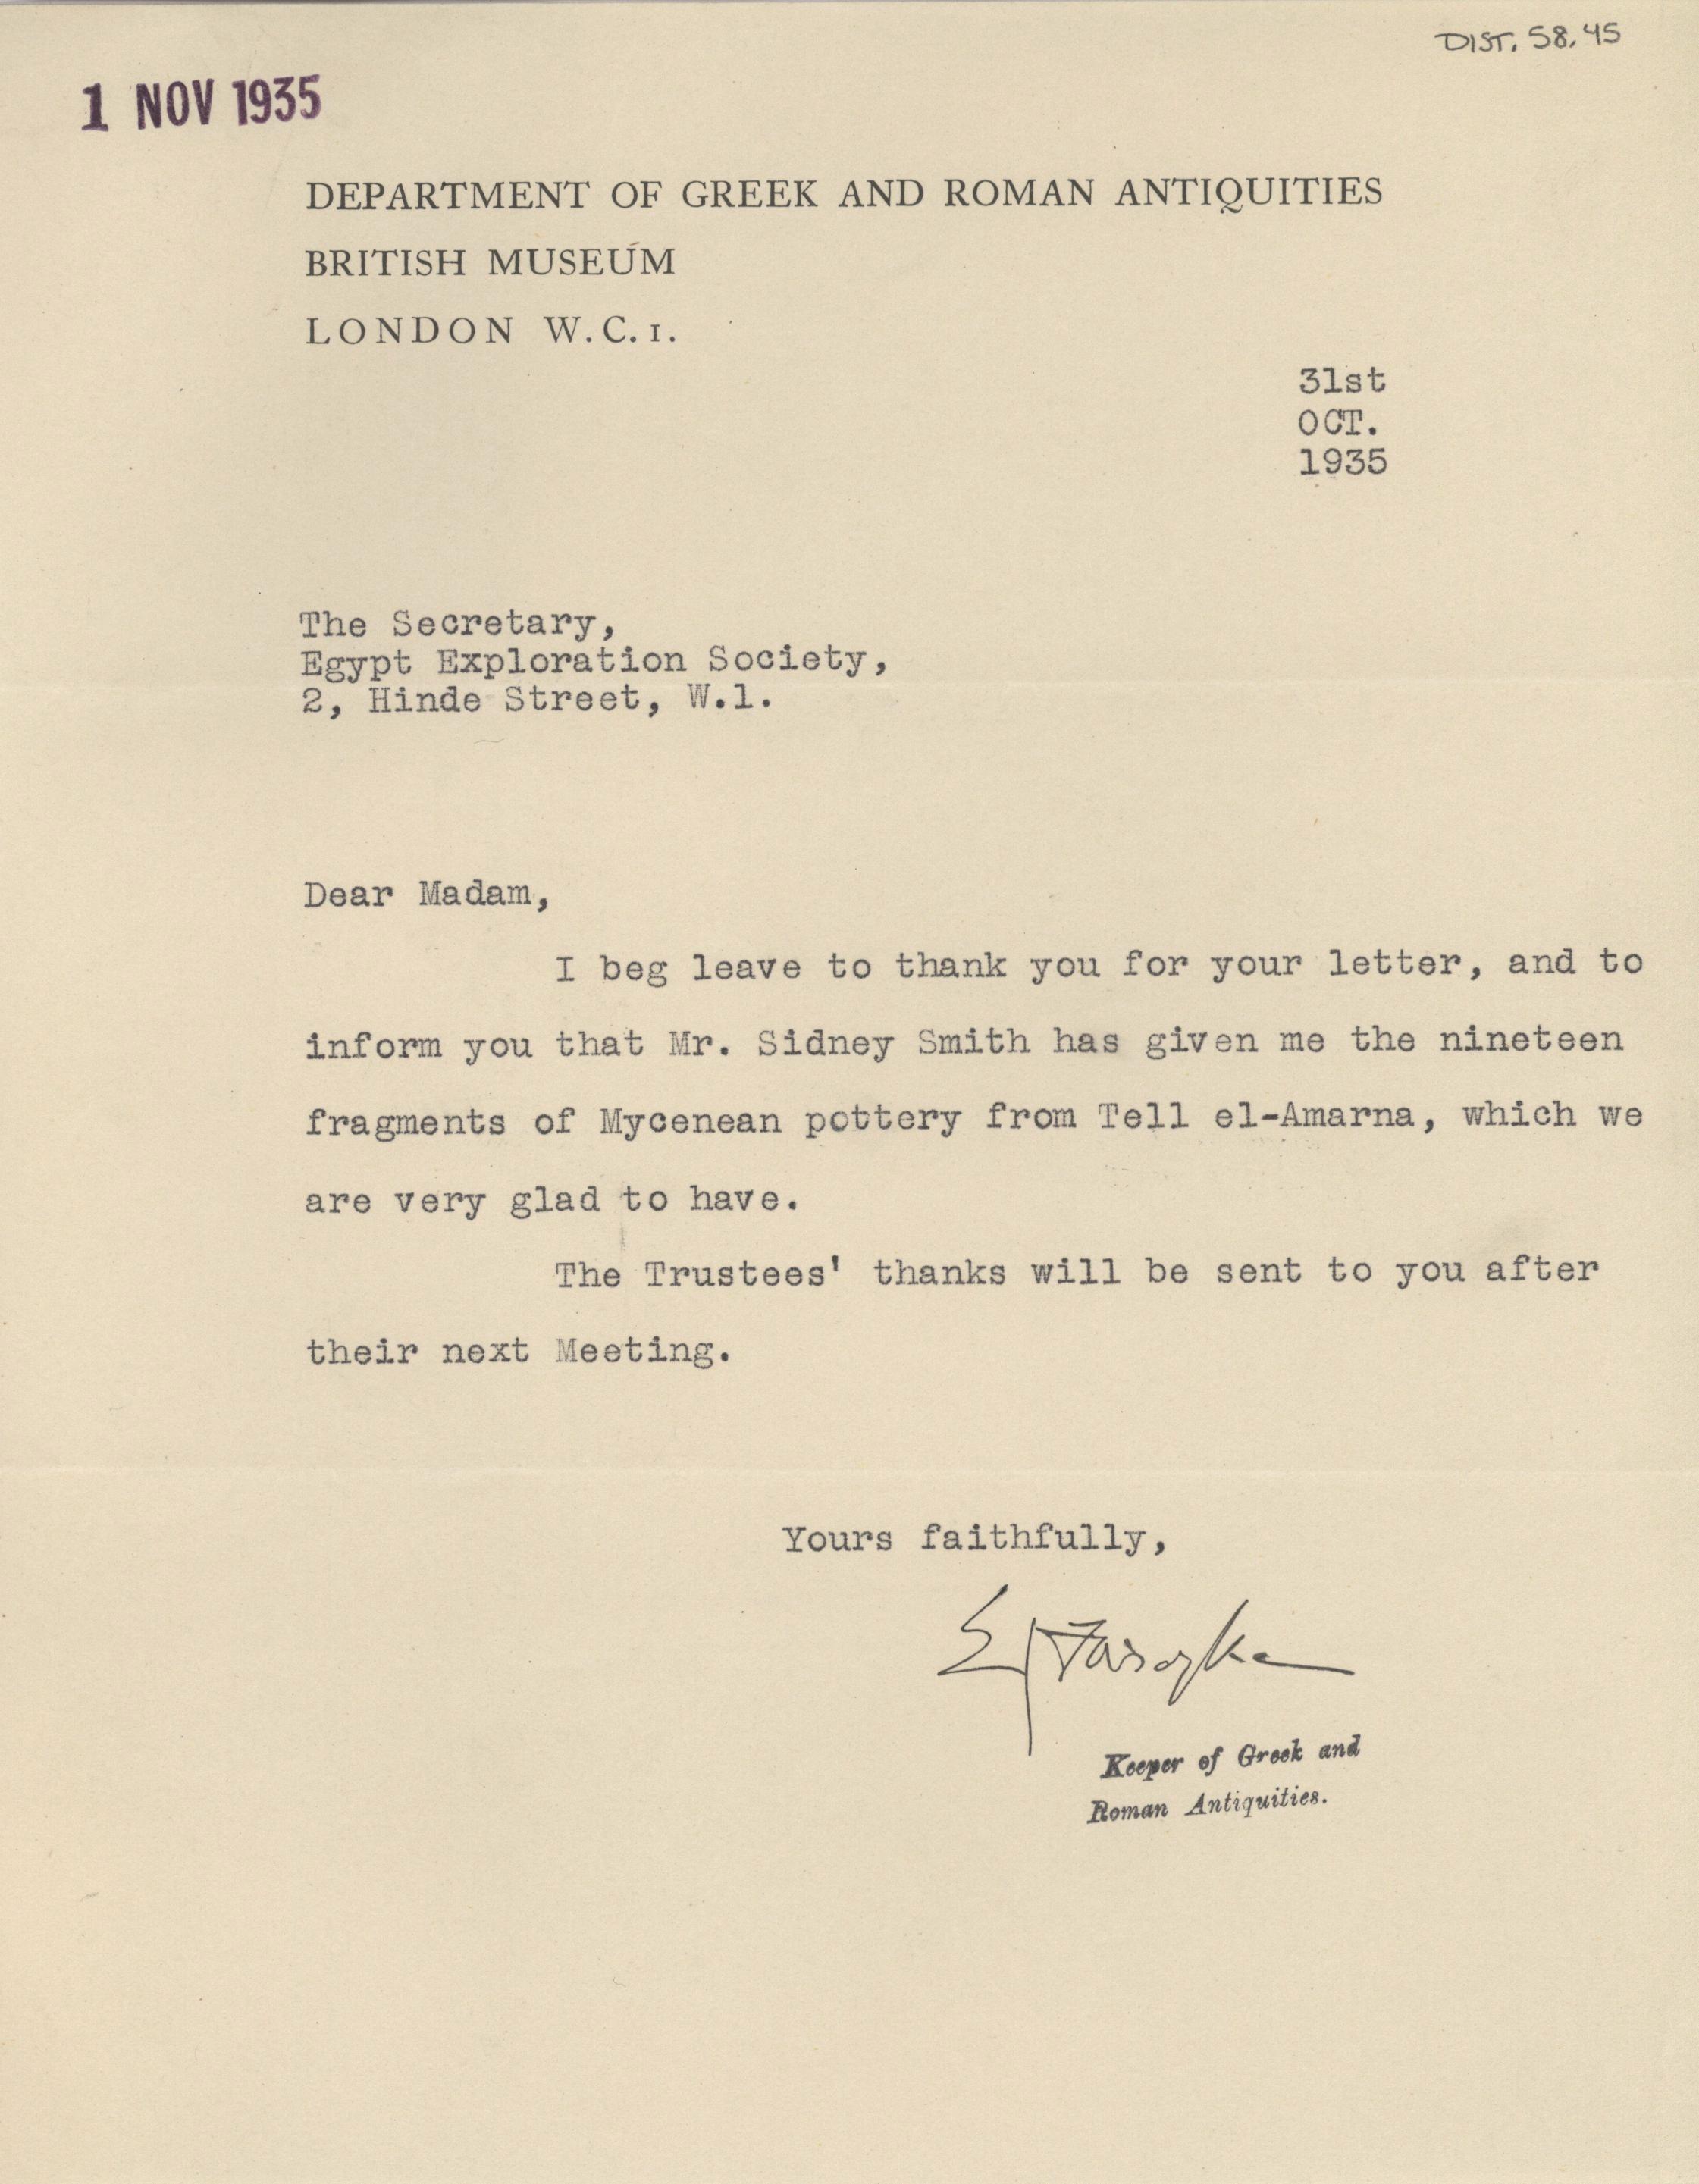 DIST. 58.45
1 NOV 1935
DEPARTMENT OF GREEK AND ROMAN ANTIQUITIES
BRITISH MUSEUM
LONDON W.C.1.
31st
OCT.
1935
The Secretary,
Egypt Exploration Society,
2, Hinde Street, W.1.
Dear Madam,
I beg leave to thank you for your letter, and to
inform you that Mr. Sidney Smith has given me the nineteen
fragments of Mycenean pottery from Tell el-Amarna, which we
are very glad to have.
The Trustees' thanks will be sent to you after
their next Meeting.
Yours faithfully,
EJ Forsdyke
Keeper of Greek and
Roman Antiquities.